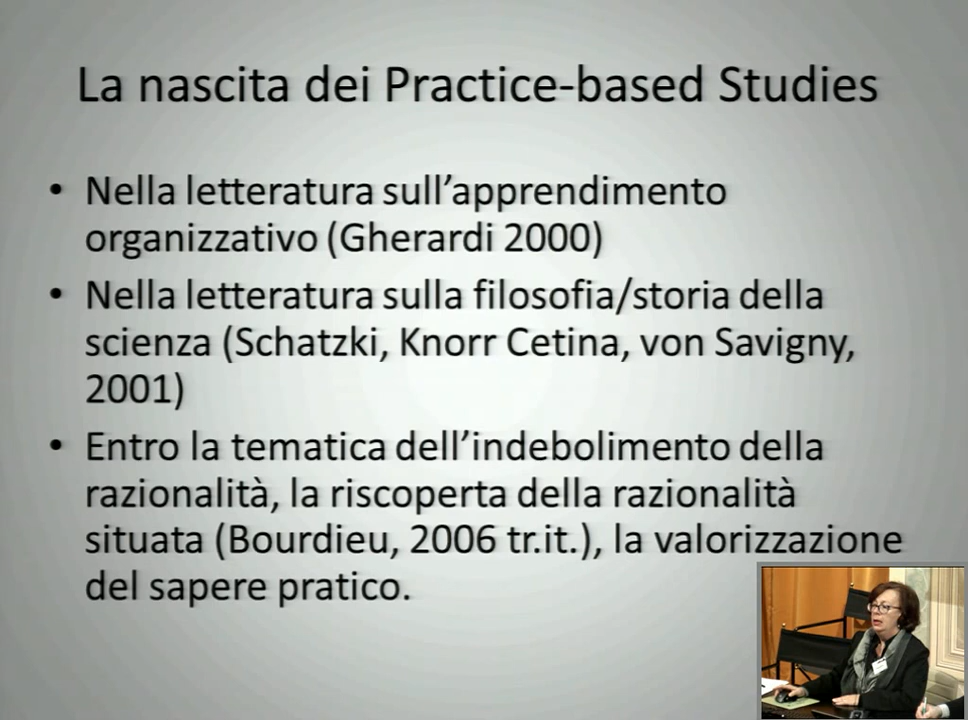 La nascita dei Practice-based Studies
• Nella letteratura sull'apprendimento
organizzativo (Gherardi 2000)
• Nella letteratura sulla filosofia/storia della
scienza (Schatzki, Knorr Cetina, von Savigny,
2001)
• Entro la tematica dell'indebolimento della
razionalità, la riscoperta della razionalità
situata (Bourdieu, 2006 tr.it.), la valorizzazione
del sapere pratico.